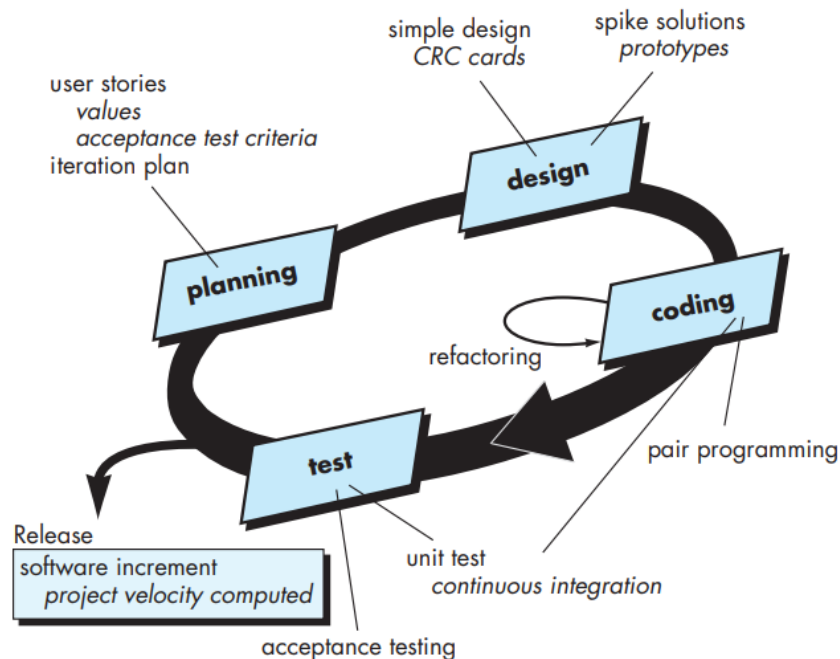 simple design
CRC cards
spike solutions
prototypes
user stories
values
acceptance test criteria
iteration plan
design
planning
coding
refactoring
pair programming
test
Release
software increment
project velocity computed
unit test
continuous integration
acceptance testing